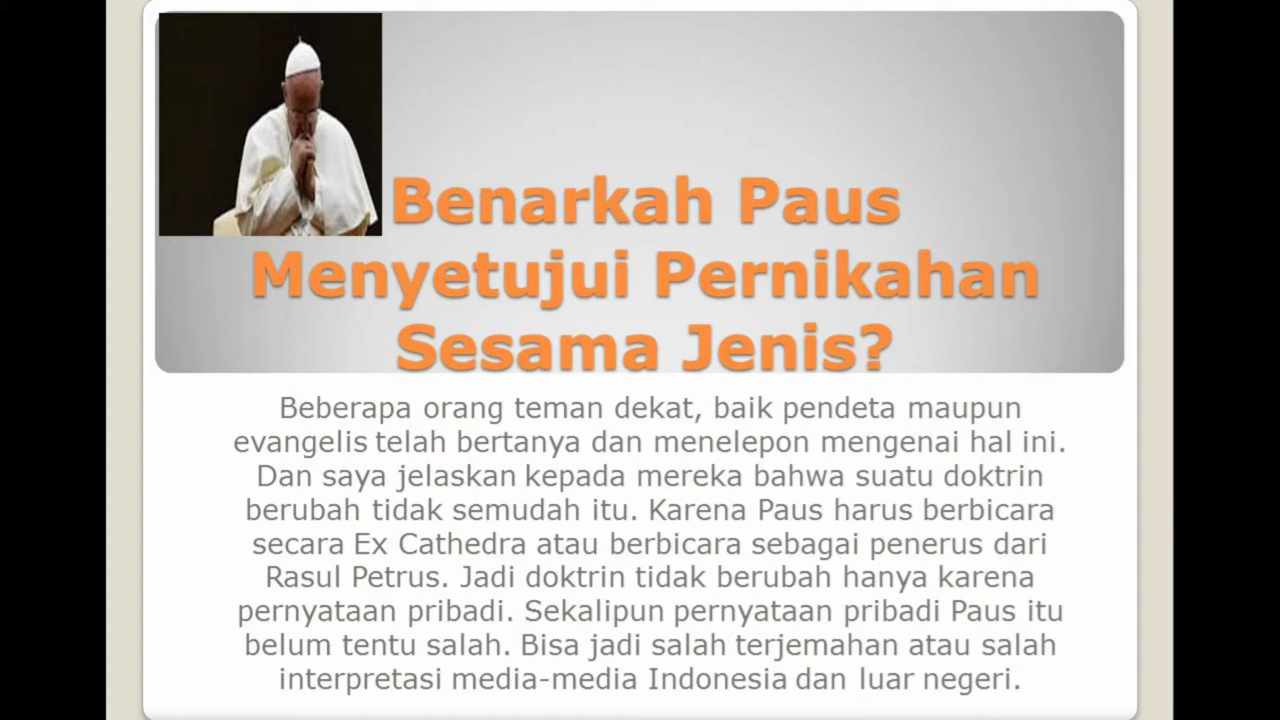 Benarkah Paus
Menyetujui Pernikahan
Sesama Jenis?
Beberapa orang teman dekat, baik pendeta maupun
evangelis telah bertanya dan menelepon mengenai hal ini.
Dan saya jelaskan kepada mereka bahwa suatu doktrin
berubah tidak semudah itu. Karena Paus harus berbicara
secara Ex Cathedra atau berbicara sebagai penerus dari
Rasul Petrus. Jadi doktrin tidak berubah hanya karena
pernyataan pribadi. Sekalipun pernyataan pribadi Paus itu
belum tentu salah. Bisa jadi salah terjemahan atau salah
interpretasi media-media Indonesia dan luar negeri.